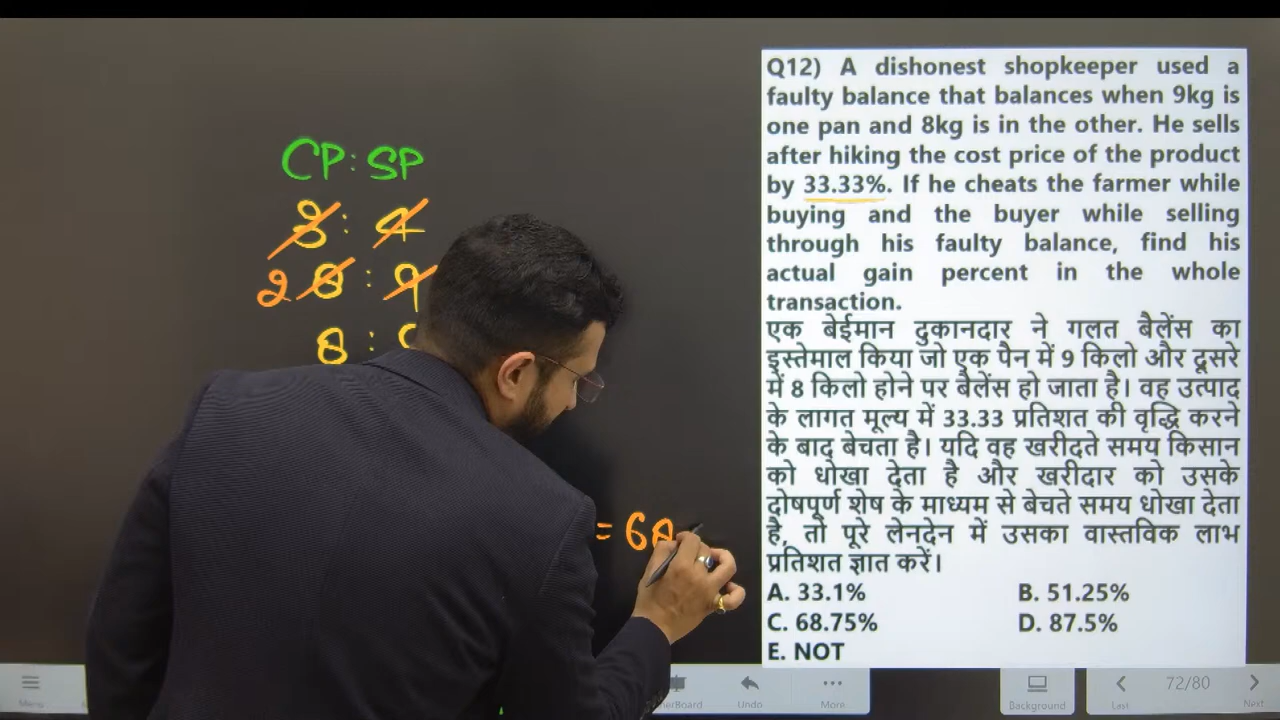 CP : SP
3 : 4
2 8 : 9
8 :
= 68
Q12) A dishonest shopkeeper used a
faulty balance that balances when 9kg is
one pan and 8kg is in the other. He sells
after hiking the cost price of the product
by 33.33%. If he cheats the farmer while
buying and the buyer while selling
through his faulty balance, find his
actual gain percent in the whole
transaction.
एक बेईमान दुकानदार ने गलत बैलेंस का
इस्तेमाल किया जो एक पैन में 9 किलो और दूसरे
में 8 किलो होने पर बैलेंस हो जाता है। वह उत्पाद
के लागत मूल्य में 33.33 प्रतिशत की वृद्धि करने
के बाद बेचता है। यदि वह खरीदते समय किसान
को धोखा देता है और खरीदार को उसके
दोषपूर्ण शेष के माध्यम से बेचते समय धोखा देता
है, तो पूरे लेनदेन में उसका वास्तविक लाभ
प्रतिशत ज्ञात करें।
A. 33.1% B. 51.25%
C. 68.75% D. 87.5%
E. NOT
Menu Undo More Background Last 72/80 Next